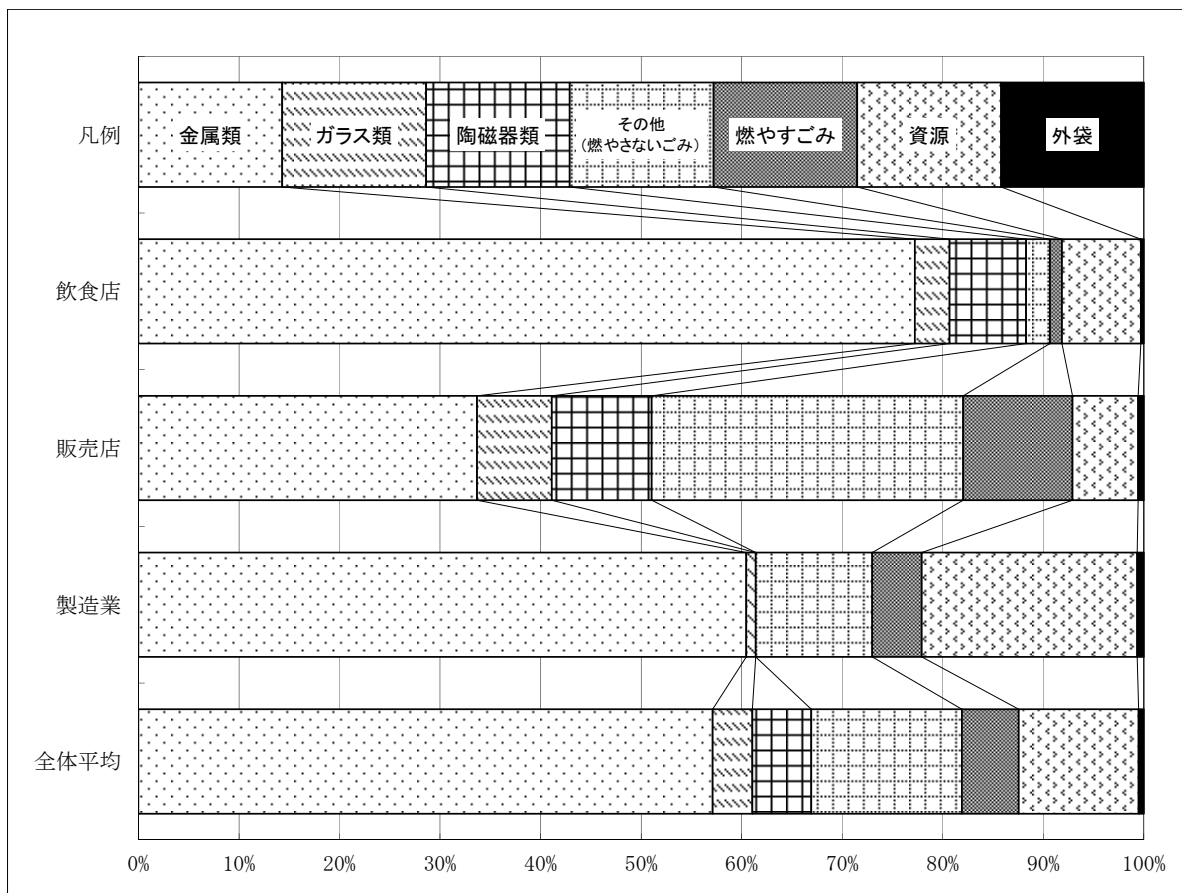 凡例
金属類
ガラス類
陶磁器類
その他
（燃やさないごみ）
燃やすごみ
資源
外袋
飲食店
販売店
製造業
全体平均
0% 10% 20% 30% 40% 50% 60% 70% 80% 90% 100%